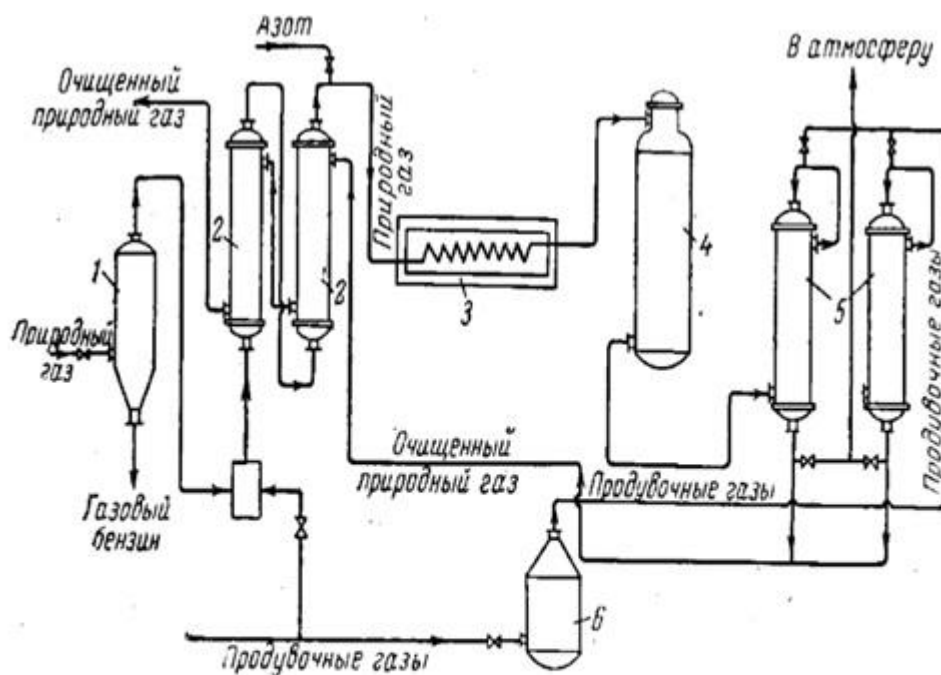 Азот
В атмосферу
Очищенный
природный газ
Природный
газ
1
2
2
3
4
5
Природный
газ
Продувочные газы
Очищенный
природный газ
Продувочные газы
Газовый
бензин
6
Продувочные газы